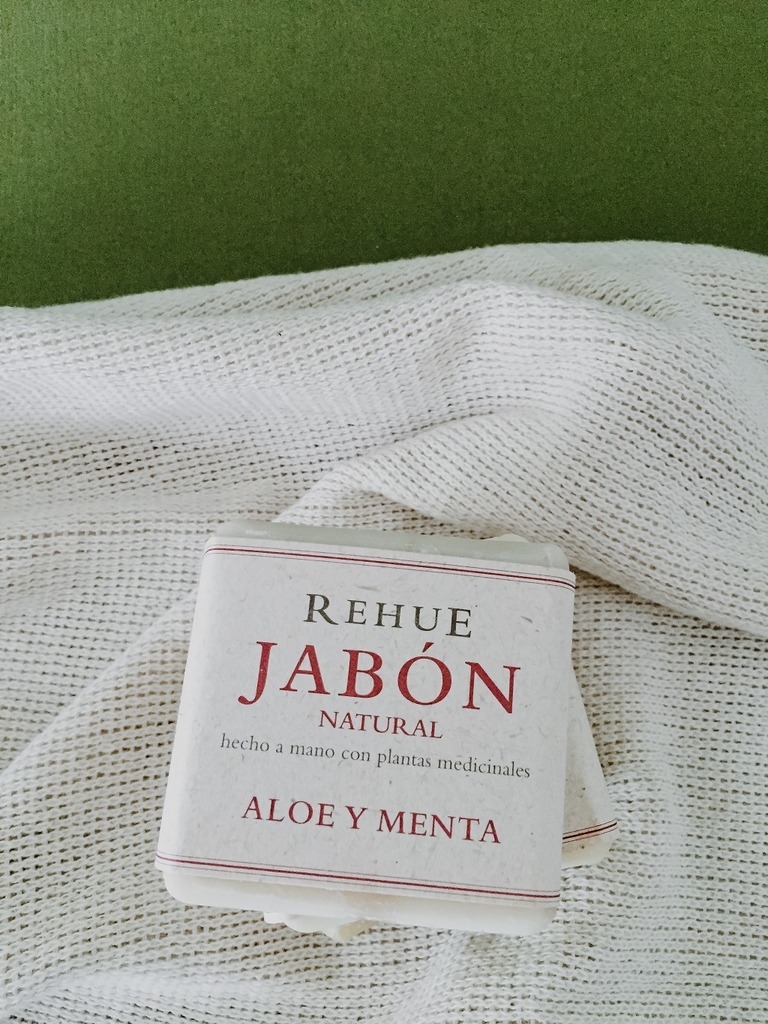 REHUE
JABÓN
NATURAL
hecho a mano con plantas medicinales
ALOE Y MENTA